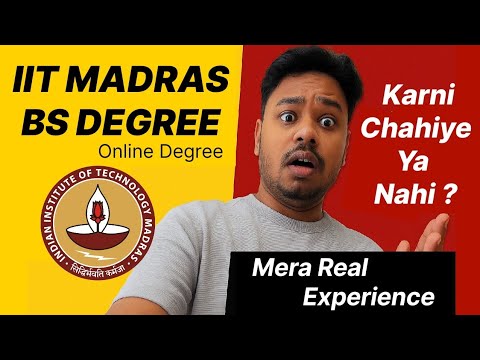 IIT MADRAS
BS DEGREE
Online Degree
INDIAN INSTITUTE OF TECHNOLOGY MADRAS
सिद्धिर्भवति कर्मजा
Karni
Chahiye
Ya
Nahi ?
Mera Real
Experience